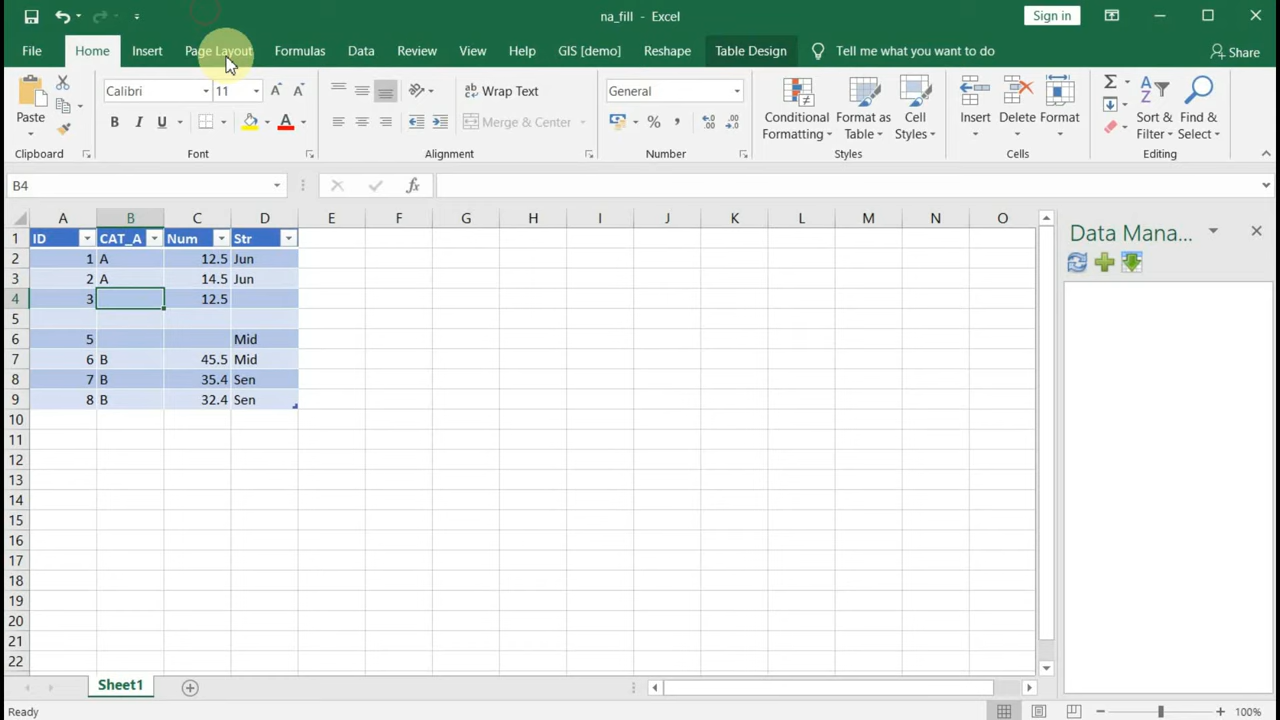 na_fill - Excel
Sign in
File Home Insert Page Layout Formulas Data Review View Help GIS [demo] Reshape Table Design Tell me what you want to do Share
Calibri 11 Wrap Text General
Paste B I U Merge & Center % , Conditional Formatting Format as Table Cell Styles Insert Delete Format Sort & Filter Find & Select
Clipboard Font Alignment Number Styles Cells Editing
B4 fx
A B C D E F G H I J K L M N O
1 ID CAT_A Num Str
2 1 A 12.5 Jun
3 2 A 14.5 Jun
4 3 12.5
5
6 5 Mid
7 6 B 45.5 Mid
8 7 B 35.4 Sen
9 8 B 32.4 Sen
10
11
12
13
14
15
16
17
18
19
20
21
22
Data Mana...
Sheet1
Ready 100%